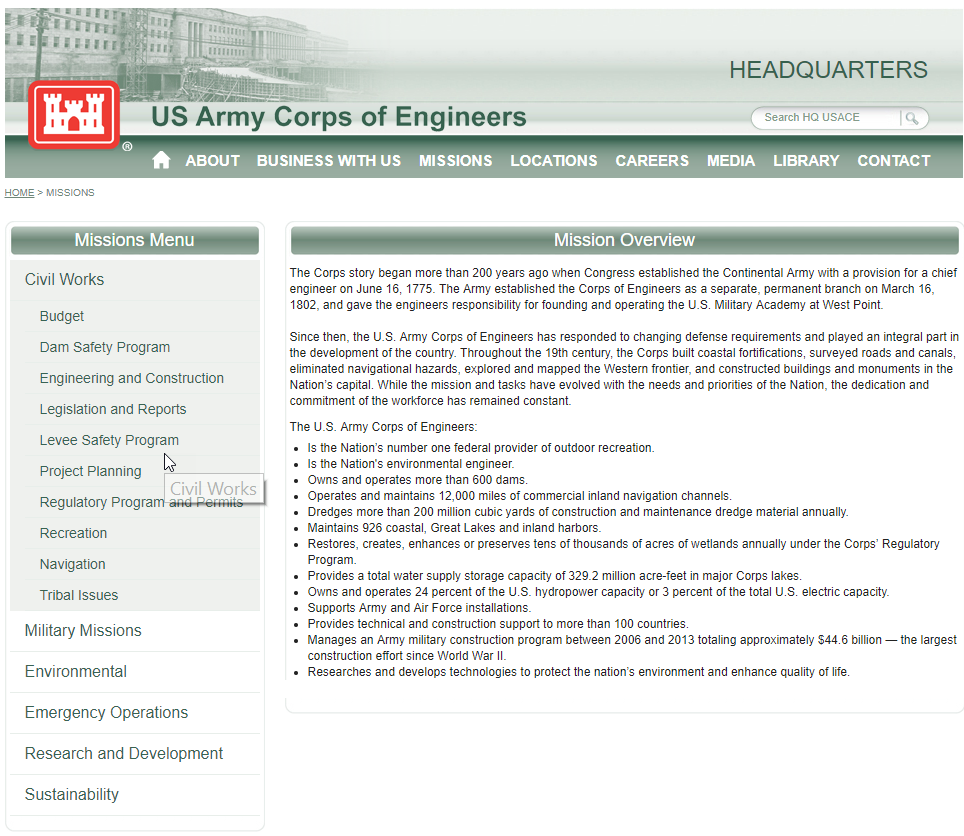 HEADQUARTERS
US Army Corps of Engineers
Search HQ USACE
®
ABOUT BUSINESS WITH US MISSIONS LOCATIONS CAREERS MEDIA LIBRARY CONTACT
HOME > MISSIONS
Missions Menu
Civil Works
Budget
Dam Safety Program
Engineering and Construction
Legislation and Reports
Levee Safety Program
Project Planning
Civil Works
Regulatory Program and Permits
Recreation
Navigation
Tribal Issues
Military Missions
Environmental
Emergency Operations
Research and Development
Sustainability
Mission Overview
The Corps story began more than 200 years ago when Congress established the Continental Army with a provision for a chief
engineer on June 16, 1775. The Army established the Corps of Engineers as a separate, permanent branch on March 16,
1802, and gave the engineers responsibility for founding and operating the U.S. Military Academy at West Point.
Since then, the U.S. Army Corps of Engineers has responded to changing defense requirements and played an integral part in
the development of the country. Throughout the 19th century, the Corps built coastal fortifications, surveyed roads and canals,
eliminated navigational hazards, explored and mapped the Western frontier, and constructed buildings and monuments in the
Nation’s capital. While the mission and tasks have evolved with the needs and priorities of the Nation, the dedication and
commitment of the workforce has remained constant.
The U.S. Army Corps of Engineers:
• Is the Nation’s number one federal provider of outdoor recreation.
• Is the Nation's environmental engineer.
• Owns and operates more than 600 dams.
• Operates and maintains 12,000 miles of commercial inland navigation channels.
• Dredges more than 200 million cubic yards of construction and maintenance dredge material annually.
• Maintains 926 coastal, Great Lakes and inland harbors.
• Restores, creates, enhances or preserves tens of thousands of acres of wetlands annually under the Corps’ Regulatory
Program.
• Provides a total water supply storage capacity of 329.2 million acre-feet in major Corps lakes.
• Owns and operates 24 percent of the U.S. hydropower capacity or 3 percent of the total U.S. electric capacity.
• Supports Army and Air Force installations.
• Provides technical and construction support to more than 100 countries.
• Manages an Army military construction program between 2006 and 2013 totaling approximately $44.6 billion — the largest
construction effort since World War II.
• Researches and develops technologies to protect the nation’s environment and enhance quality of life.